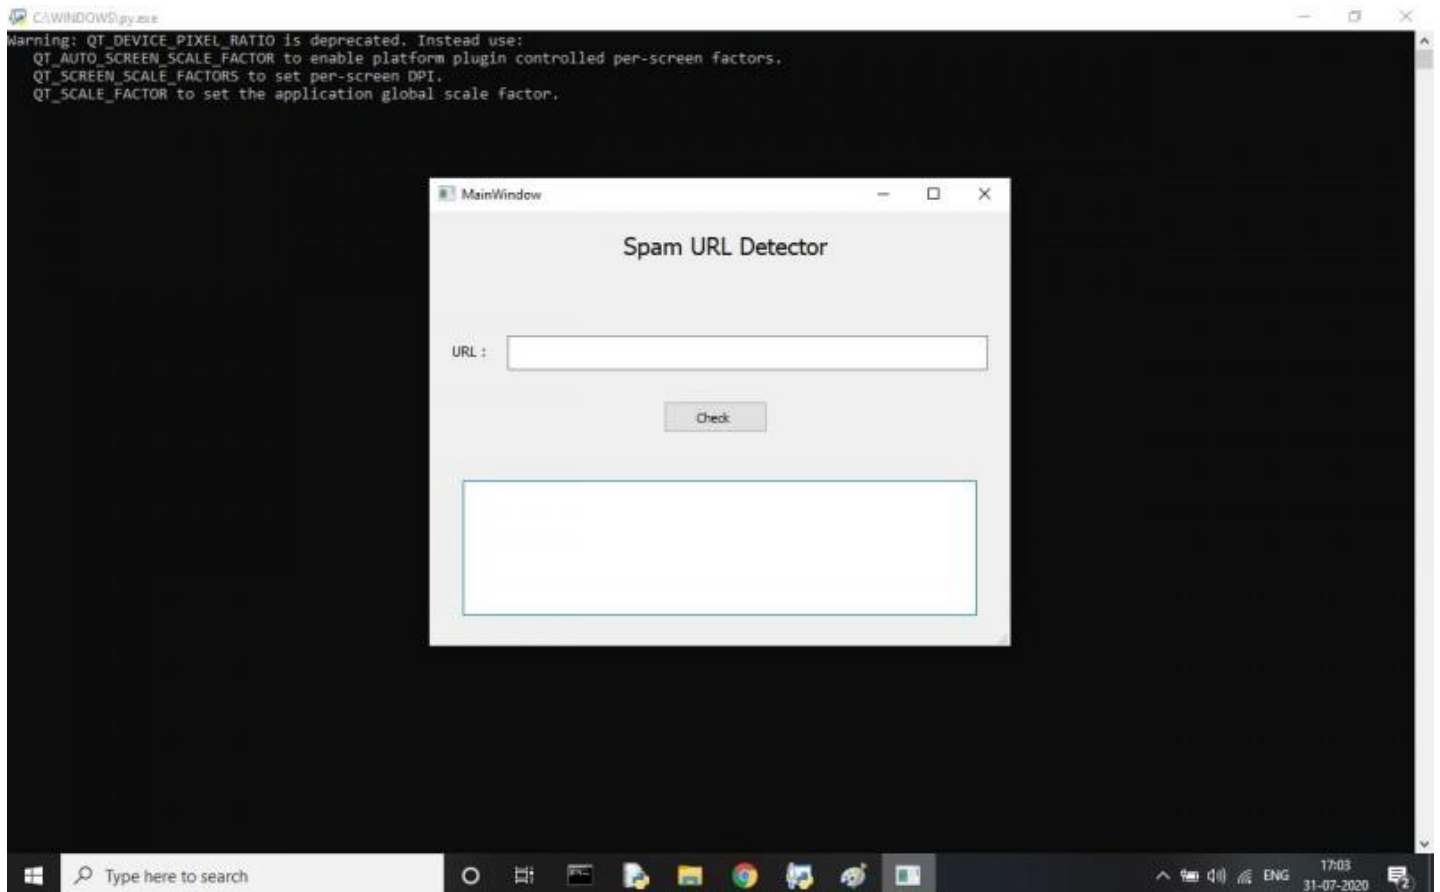 C:\WINDOWS\py.exe
Warning: QT_DEVICE_PIXEL_RATIO is deprecated. Instead use:
QT_AUTO_SCREEN_SCALE_FACTOR to enable platform plugin controlled per-screen factors.
QT_SCREEN_SCALE_FACTORS to set per-screen DPI.
QT_SCALE_FACTOR to set the application global scale factor.
MainWindow
Spam URL Detector
URL :
Check
Type here to search
ENG
17:03
31-07-2020
2